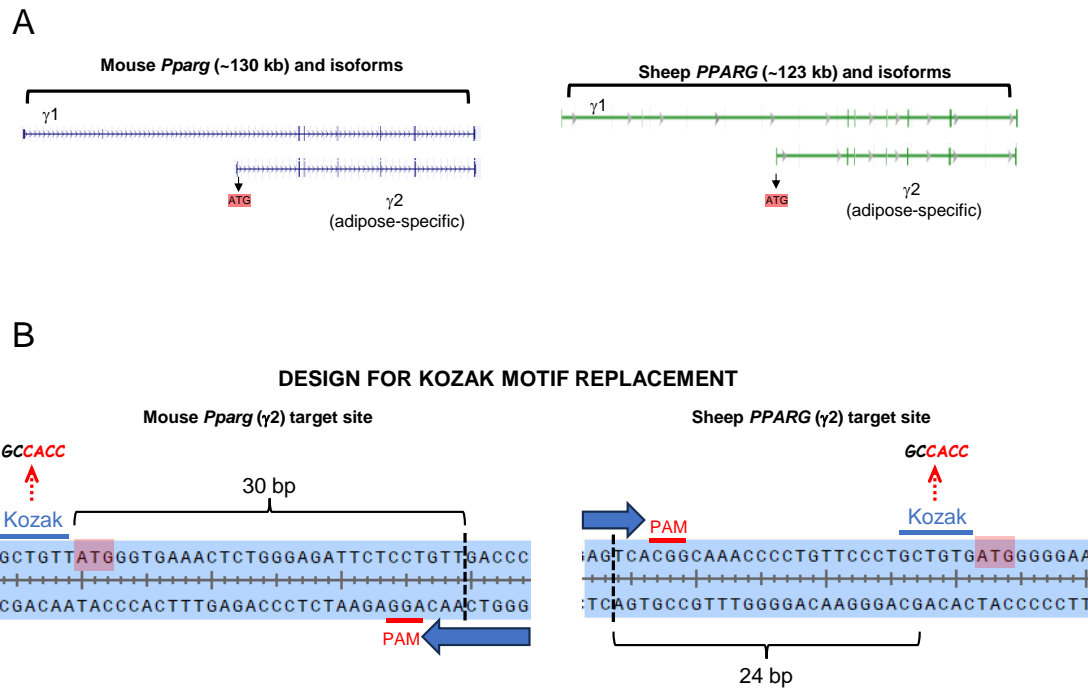 A
Mouse Pparg (~130 kb) and isoforms
γ1
ATG
γ2
(adipose-specific)
Sheep PPARG (~123 kb) and isoforms
γ1
ATG
γ2
(adipose-specific)
B
DESIGN FOR KOZAK MOTIF REPLACEMENT
Mouse Pparg (γ2) target site
GCCACC
Kozak
30 bp
GCTGTTATGGGTGAAACTCTGGGAGATTCTCCTGTTGACCC
CGACAATACCCACTTTGAGACCCTCTAAGAGGACAACTGGG
PAM
Sheep PPARG (γ2) target site
GCCACC
PAM
Kozak
AGTCACGGCAAACCCCTGTTCCCTGCTGTGATGGGGGAA
TCAGTGCCGTTTGGGGACAAGGGACGACACTACCCCCTT
24 bp